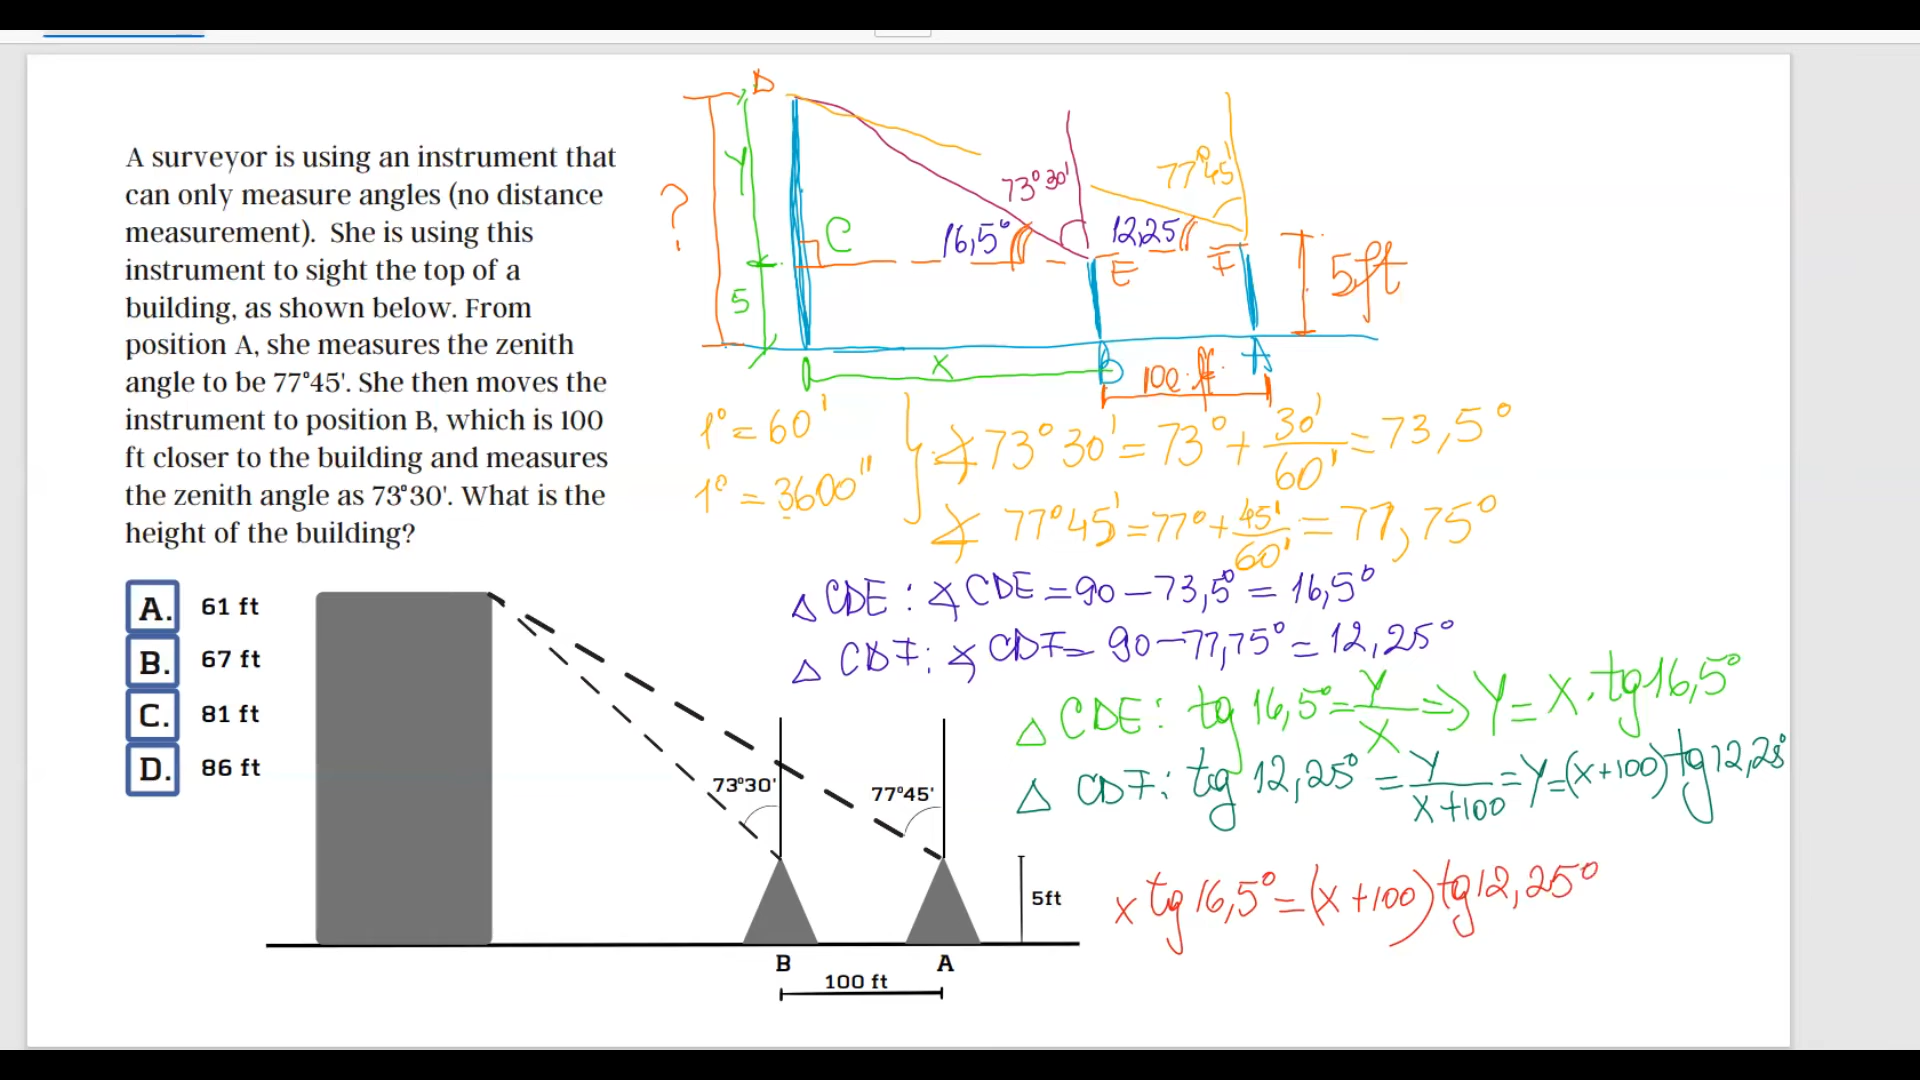 A surveyor is using an instrument that
can only measure angles (no distance
measurement). She is using this
instrument to sight the top of a
building, as shown below. From
position A, she measures the zenith
angle to be 77°45'. She then moves the
instrument to position B, which is 100
ft closer to the building and measures
the zenith angle as 73°30'. What is the
height of the building?
A. 61 ft
B. 67 ft
C. 81 ft
D. 86 ft
73°30'
77°45'
5ft
B
A
100 ft
D
Y
?
C
5
73°30'
77°45'
16,5°
12,25
E
F
5ft
x
B
A
100 ft
1° = 60'
1° = 3600''
∢ 73°30' = 73° + 30'/60' = 73,5°
∢ 77°45' = 77° + 45'/60' = 77,75°
△ CDE : ∢ CDE = 90 – 73,5° = 16,5°
△ CDF : ∢ CDF = 90 – 77,75° = 12,25°
△ CDE : tg 16,5° = Y/X => Y = X · tg 16,5°
△ CDF : tg 12,25° = Y/X+100 = Y = (X+100) tg 12,25°
x tg 16,5° = (x + 100) tg 12,25°